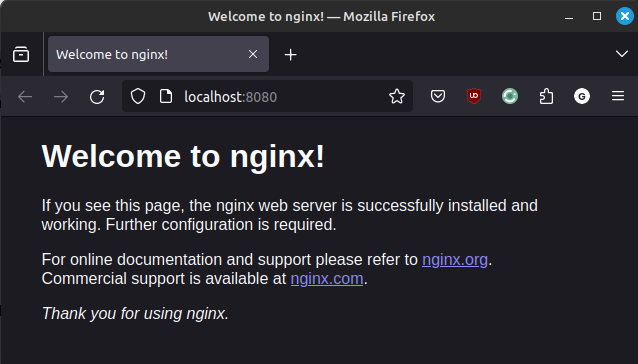 Welcome to nginx! — Mozilla Firefox
Welcome to nginx!
localhost:8080
UD
G
Welcome to nginx!
If you see this page, the nginx web server is successfully installed and
working. Further configuration is required.
For online documentation and support please refer to nginx.org.
Commercial support is available at nginx.com.
Thank you for using nginx.